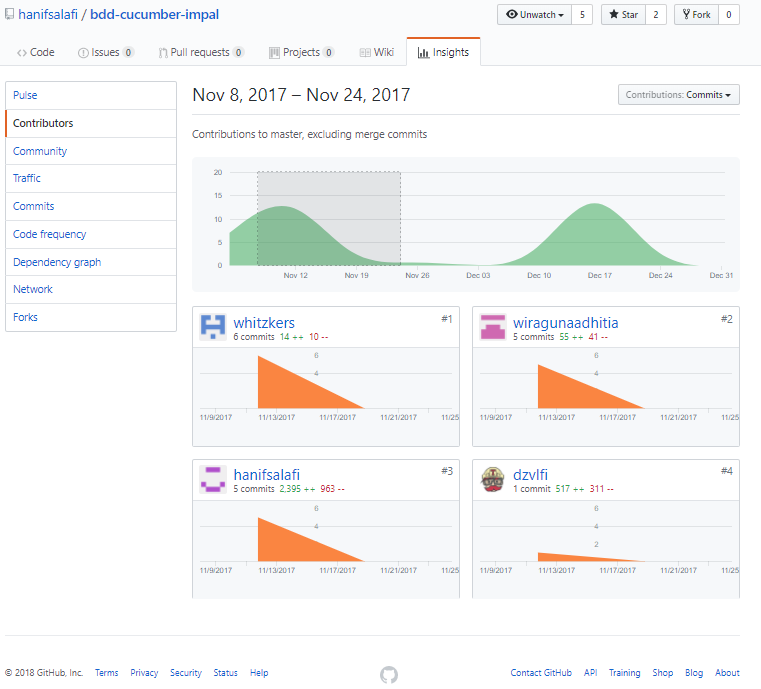 hanifsalafi / bdd-cucumber-impal
Unwatch 5 Star 2 Fork 0
Code Issues 0 Pull requests 0 Projects 0 Wiki Insights
Pulse
Contributors
Community
Traffic
Commits
Code frequency
Dependency graph
Network
Forks
Nov 8, 2017 – Nov 24, 2017
Contributions: Commits
Contributions to master, excluding merge commits
20
15
10
5
0
Nov 12 Nov 19 Nov 26 Dec 03 Dec 10 Dec 17 Dec 24 Dec 31
whitzkers #1
6 commits 14 ++ 10 --
6
4
11/9/2017 11/13/2017 11/17/2017 11/21/2017 11/25
wiragunaadhitia #2
5 commits 55 ++ 41 --
6
4
11/9/2017 11/13/2017 11/17/2017 11/21/2017 11/25
hanifsalafi #3
5 commits 2,395 ++ 963 --
6
4
11/9/2017 11/13/2017 11/17/2017 11/21/2017 11/25
dzvlfi #4
1 commit 517 ++ 311 --
6
4
2
11/9/2017 11/13/2017 11/17/2017 11/21/2017 11/25
© 2018 GitHub, Inc. Terms Privacy Security Status Help
Contact GitHub API Training Shop Blog About